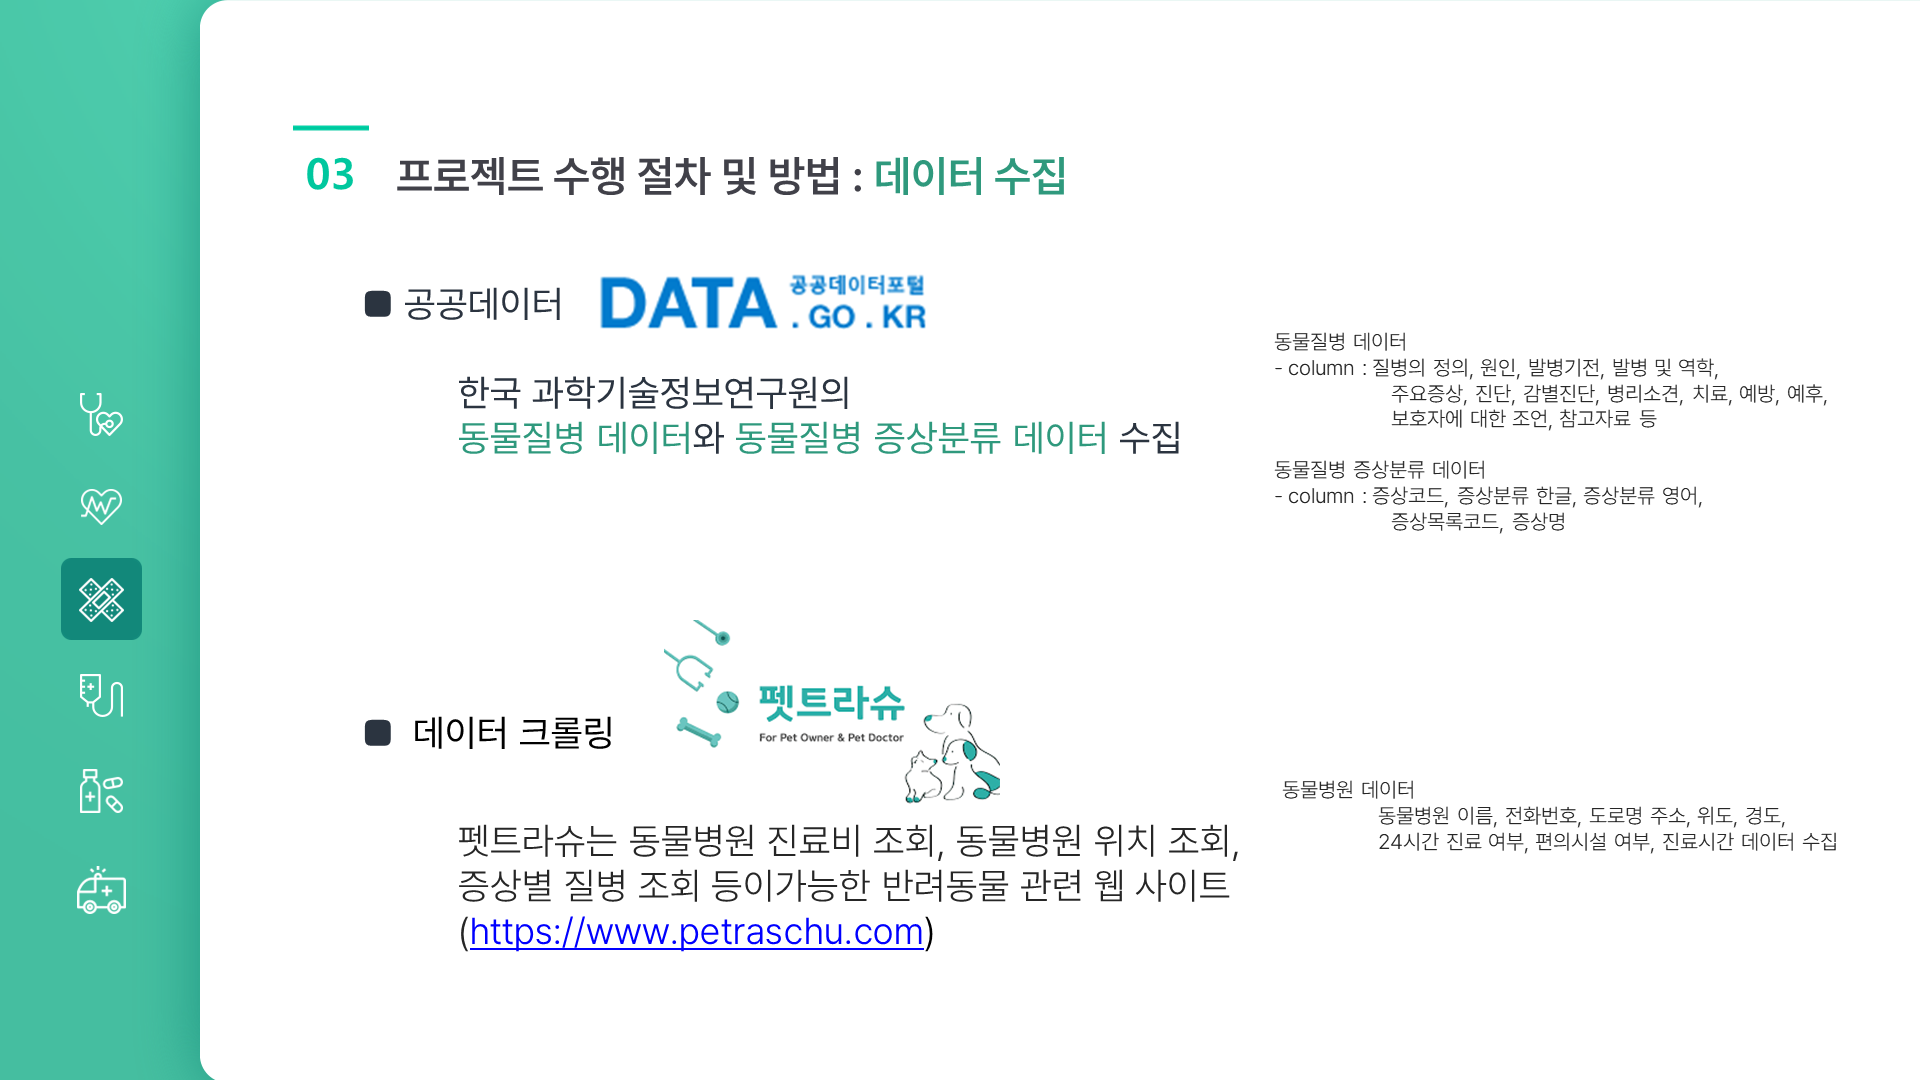 03 프로젝트 수행 절차 및 방법 : 데이터 수집
■ 공공데이터
DATA 공공데이터포털
. GO . KR
한국 과학기술정보연구원의
동물질병 데이터와 동물질병 증상분류 데이터 수집
동물질병 데이터
- column : 질병의 정의, 원인, 발병기전, 발병 및 역학,
주요증상, 진단, 감별진단, 병리소견, 치료, 예방, 예후,
보호자에 대한 조언, 참고자료 등
동물질병 증상분류 데이터
- column : 증상코드, 증상분류 한글, 증상분류 영어,
증상목록코드, 증상명
■ 데이터 크롤링
펫트라슈
For Pet Owner & Pet Doctor
펫트라슈는 동물병원 진료비 조회, 동물병원 위치 조회,
증상별 질병 조회 등이가능한 반려동물 관련 웹 사이트
(https://www.petraschu.com)
동물병원 데이터
동물병원 이름, 전화번호, 도로명 주소, 위도, 경도,
24시간 진료 여부, 편의시설 여부, 진료시간 데이터 수집